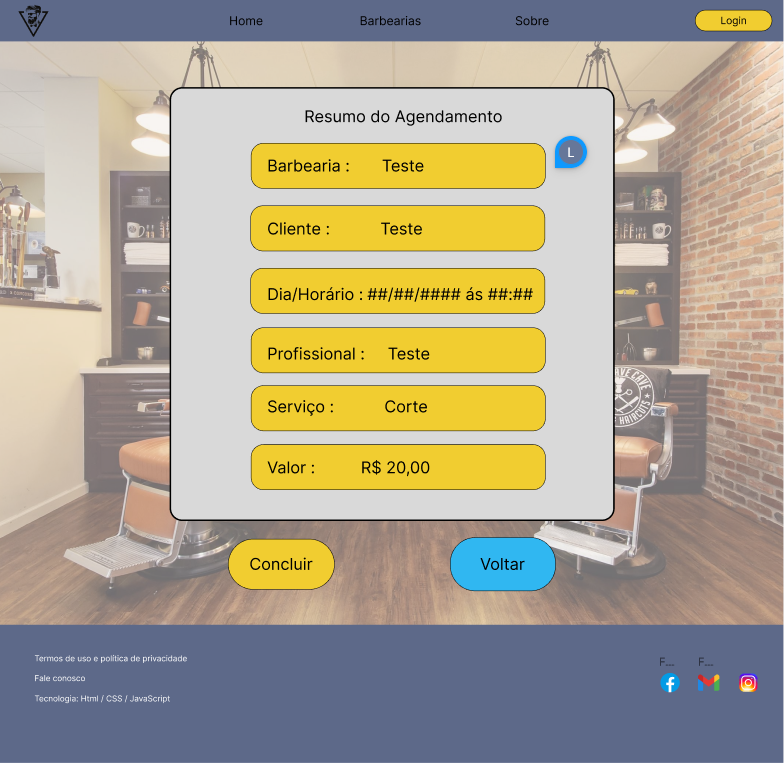 Home Barbearias Sobre Login
Resumo do Agendamento
Barbearia : Teste
L
Cliente : Teste
Dia/Horário : ##/##/#### ás ##:##
Profissional : Teste
Serviço : Corte
Valor : R$ 20,00
Concluir Voltar
Termos de uso e política de privacidade
Fale conosco
Tecnologia: Html / CSS / JavaScript
F... F...